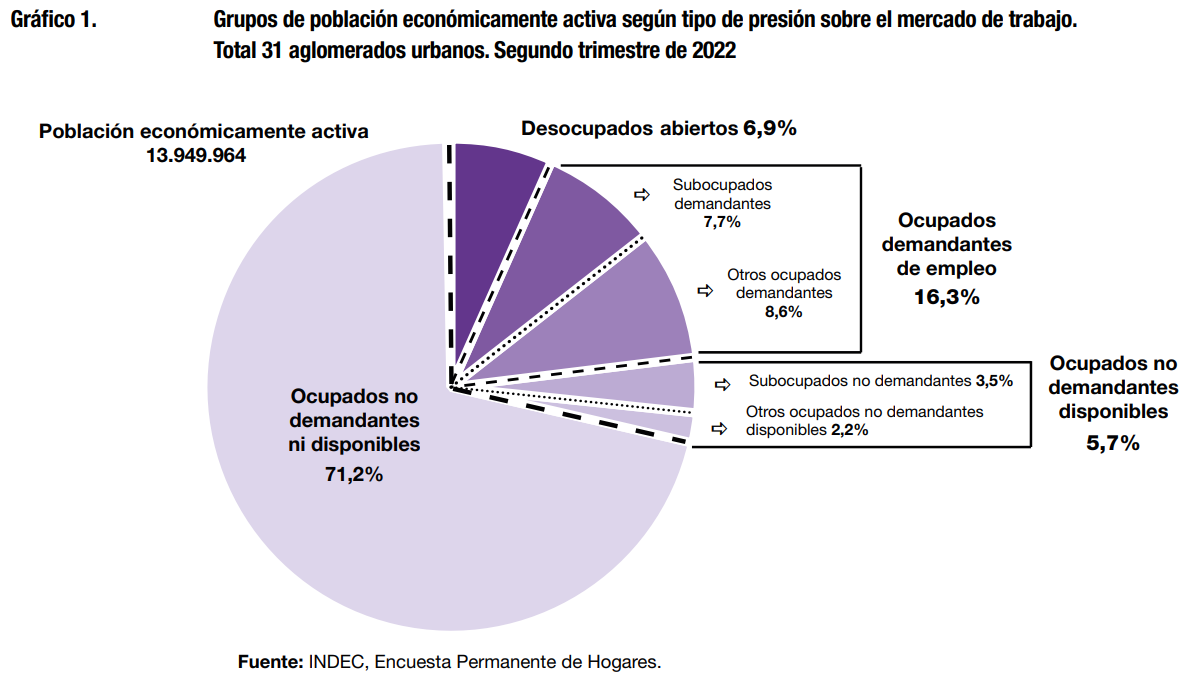 Gráfico 1.
Grupos de población económicamente activa según tipo de presión sobre el mercado de trabajo.
Total 31 aglomerados urbanos. Segundo trimestre de 2022
Población económicamente activa
13.949.964
Desocupados abiertos 6,9%
Subocupados
demandantes
7,7%
Otros ocupados
demandantes
8,6%
Ocupados
demandantes
de empleo
16,3%
Subocupados no demandantes 3,5%
Otros ocupados no demandantes
disponibles 2,2%
Ocupados no
demandantes
disponibles
5,7%
Ocupados no
demandantes
ni disponibles
71,2%
Fuente: INDEC, Encuesta Permanente de Hogares.